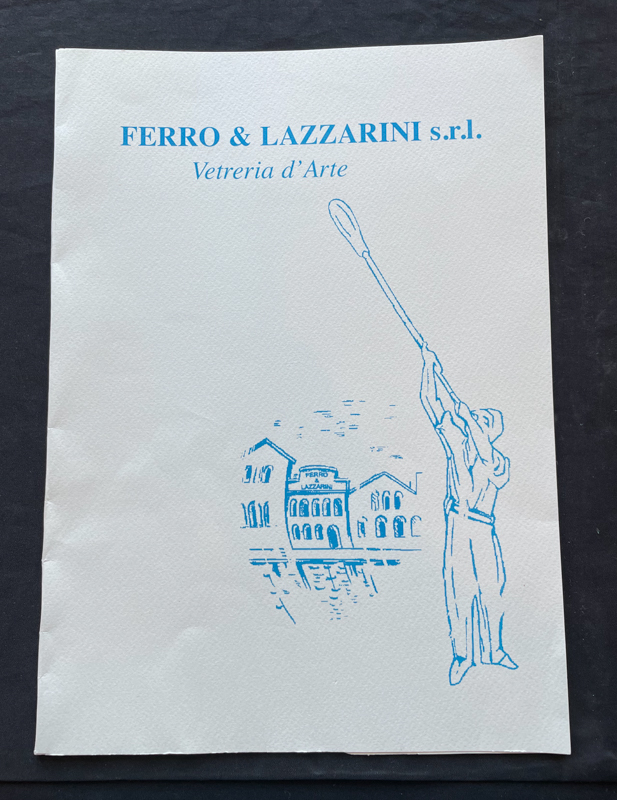 FERRO & LAZZARINI s.r.l.
Vetreria d'Arte
FERRO
&
LAZZARINI